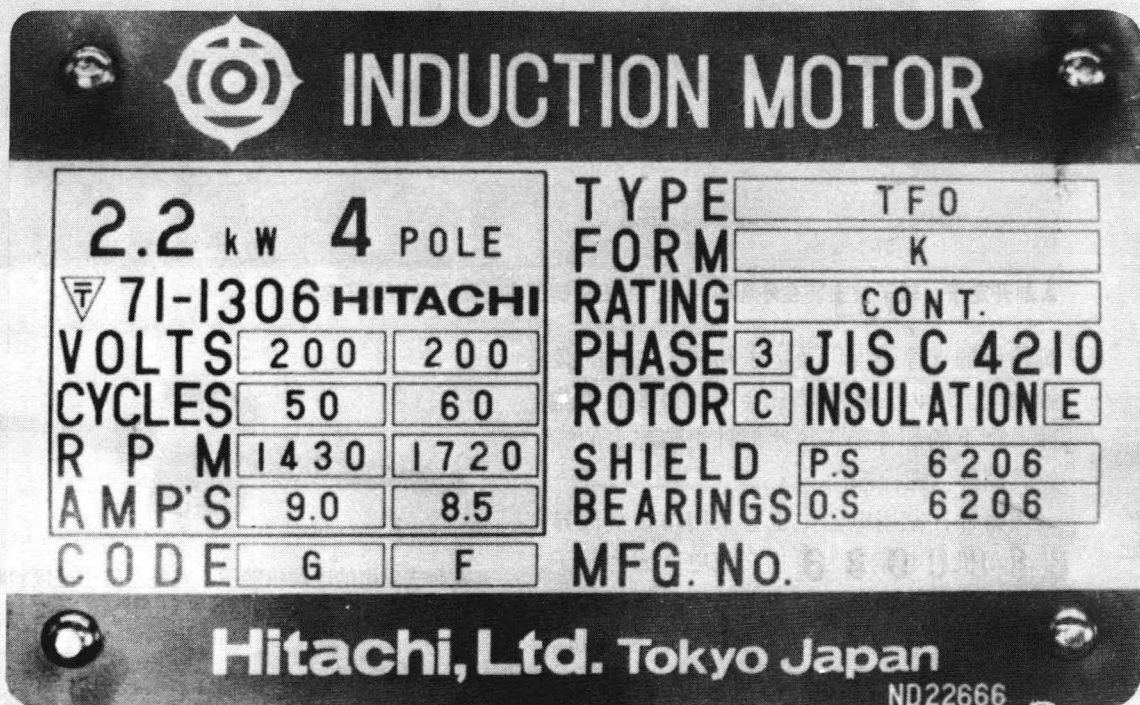 INDUCTION MOTOR
2.2 kW 4 POLE
〒 71-1306 HITACHI
VOLTS 200 200
CYCLES 50 60
RPM 1430 1720
AMP'S 9.0 8.5
CODE G F
TYPE TFO
FORM K
RATING CONT.
PHASE 3 JIS C 4210
ROTOR C INSULATION E
SHIELD P.S 6206
BEARINGS O.S 6206
MFG. No.
Hitachi, Ltd. Tokyo Japan
ND22666